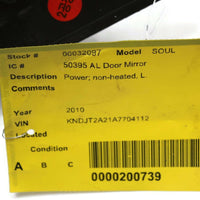 Stock # 00032097 Model SOUL
IC # 50395 AL Door Mirror
Description Power; non-heated, L.
Comments
Year 2010
VIN KNDJT2A21A7704112
Located
Condition
A B C
0000200739